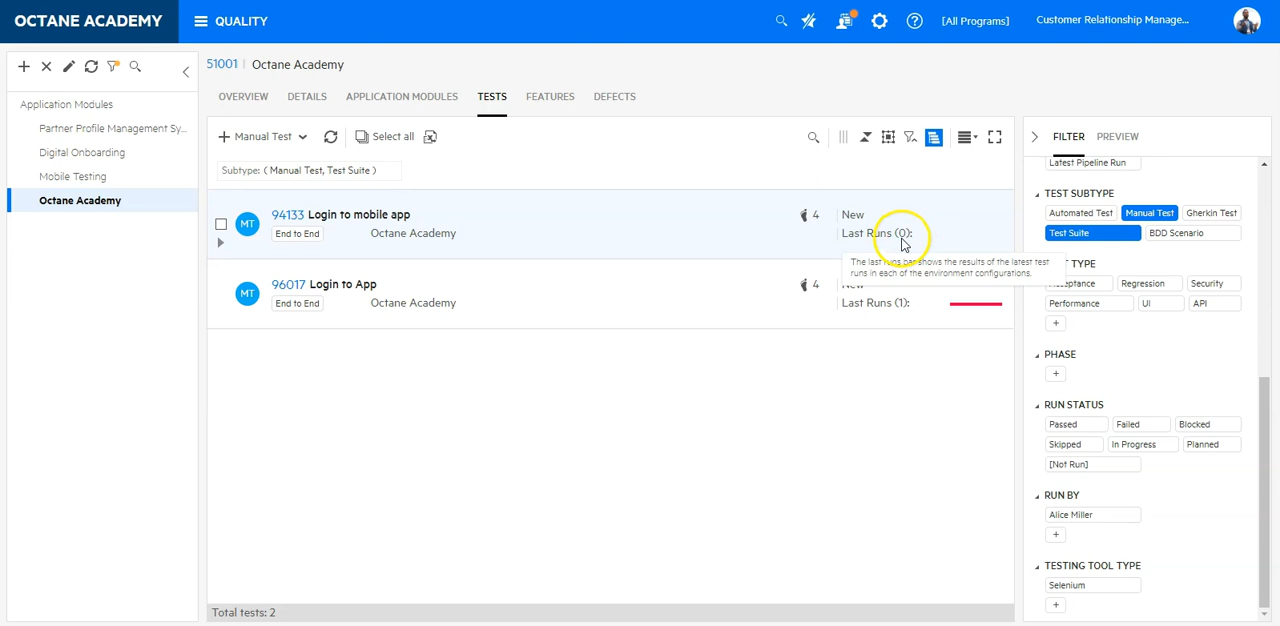 OCTANE ACADEMY
QUALITY
[All Programs]
Customer Relationship Manage...
51001
Octane Academy
OVERVIEW
DETAILS
APPLICATION MODULES
TESTS
FEATURES
DEFECTS
Application Modules
Partner Profile Management Sy...
Digital Onboarding
Mobile Testing
Octane Academy
Manual Test
Select all
Subtype: ( Manual Test, Test Suite )
MT
94133 Login to mobile app
End to End
Octane Academy
4
New
Last Runs (0):
The last runs bar shows the results of the latest test
runs in each of the environment configurations.
MT
96017 Login to App
End to End
Octane Academy
4
Last Runs (1):
Total tests: 2
FILTER
PREVIEW
Latest Pipeline Run
TEST SUBTYPE
Automated Test
Manual Test
Gherkin Test
Test Suite
BDD Scenario
TYPE
Regression
Security
Performance
UI
API
PHASE
RUN STATUS
Passed
Failed
Blocked
Skipped
In Progress
Planned
[Not Run]
RUN BY
Alice Miller
TESTING TOOL TYPE
Selenium